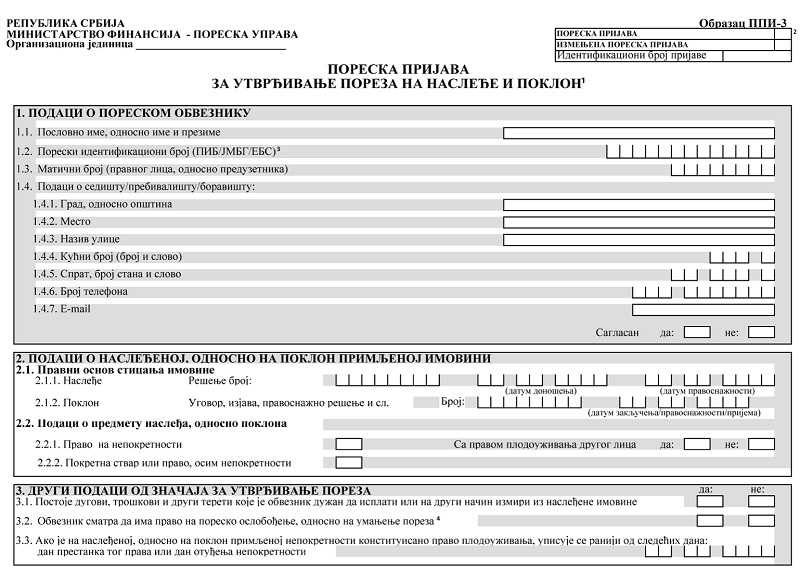 РЕПУБЛИКА СРБИЈА
МИНИСТАРСТВО ФИНАНСИЈА - ПОРЕСКА УПРАВА
Организациона јединица
Образац ППИ-3
ПОРЕСКА ПРИЈАВА 2
ИЗМЕЊЕНА ПОРЕСКА ПРИЈАВА
Идентификациони број пријаве
ПОРЕСКА ПРИЈАВА
ЗА УТВРЂИВАЊЕ ПОРЕЗА НА НАСЛЕЂЕ И ПОКЛОН¹
1. ПОДАЦИ О ПОРЕСКОМ ОБВЕЗНИКУ
1.1. Пословно име, односно име и презиме
1.2. Порески идентификациони број (ПИБ/ЈМБГ/ЕБС)³
1.3. Матични број (правног лица, односно предузетника)
1.4. Подаци о седишту/пребивалишту/боравишту:
1.4.1. Град, односно општина
1.4.2. Место
1.4.3. Назив улице
1.4.4. Кућни број (број и слово)
1.4.5. Спрат, број стана и слово
1.4.6. Број телефона
1.4.7. E-mail
Сагласан да: не:
2. ПОДАЦИ О НАСЛЕЂЕНОЈ, ОДНОСНО НА ПОКЛОН ПРИМЉЕНОЈ ИМОВИНИ
2.1. Правни основ стицања имовине
2.1.1. Наслеђе Решење број:
(датум доношења) (датум правоснажности)
2.1.2. Поклон Уговор, изјава, правоснажно решење и сл. Број:
(датум закључења/правоснажности/пријема)
2.2. Подаци о предмету наслеђа, односно поклона
2.2.1. Право на непокретности Са правом плодоуживања другог лица да: не:
2.2.2. Покретна ствар или право, осим непокретности
3. ДРУГИ ПОДАЦИ ОД ЗНАЧАЈА ЗА УТВРЂИВАЊЕ ПОРЕЗА да: не:
3.1. Постоје дугови, трошкови и други терети које је обвезник дужан да исплати или на други начин измири из наслеђене имовине
3.2. Обвезник сматра да има право на пореско ослобођење, односно на умањење пореза ⁴
3.3. Ако је на наслеђеној, односно на поклон примљеној непокретности конституисано право плодоуживања, уписује се ранији од следећих дана:
дан престанка тог права или дан отуђења непокретности